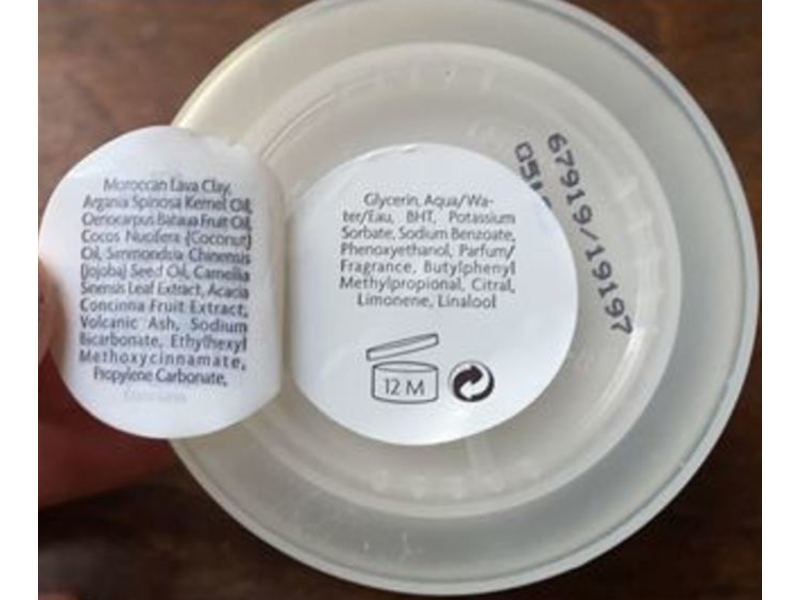 Moroccan Lava Clay,
Argania Spinosa Kernel Oil,
Oenocarpus Bataua Fruit Oil,
Cocos Nucifera (Coconut)
Oil, Simmondsia Chinensis
(Jojoba) Seed Oil, Camellia
Sinensis Leaf Extract, Acacia
Concinna Fruit Extract,
Volcanic Ash, Sodium
Bicarbonate, Ethylhexyl
Methoxycinnamate,
Propylene Carbonate,
Glycerin, Aqua/Wa-
ter/Eau, BHT, Potassium
Sorbate, Sodium Benzoate,
Phenoxyethanol, Parfum/
Fragrance, Butylphenyl
Methylpropional, Citral,
Limonene, Linalool
12 M
67919/19197